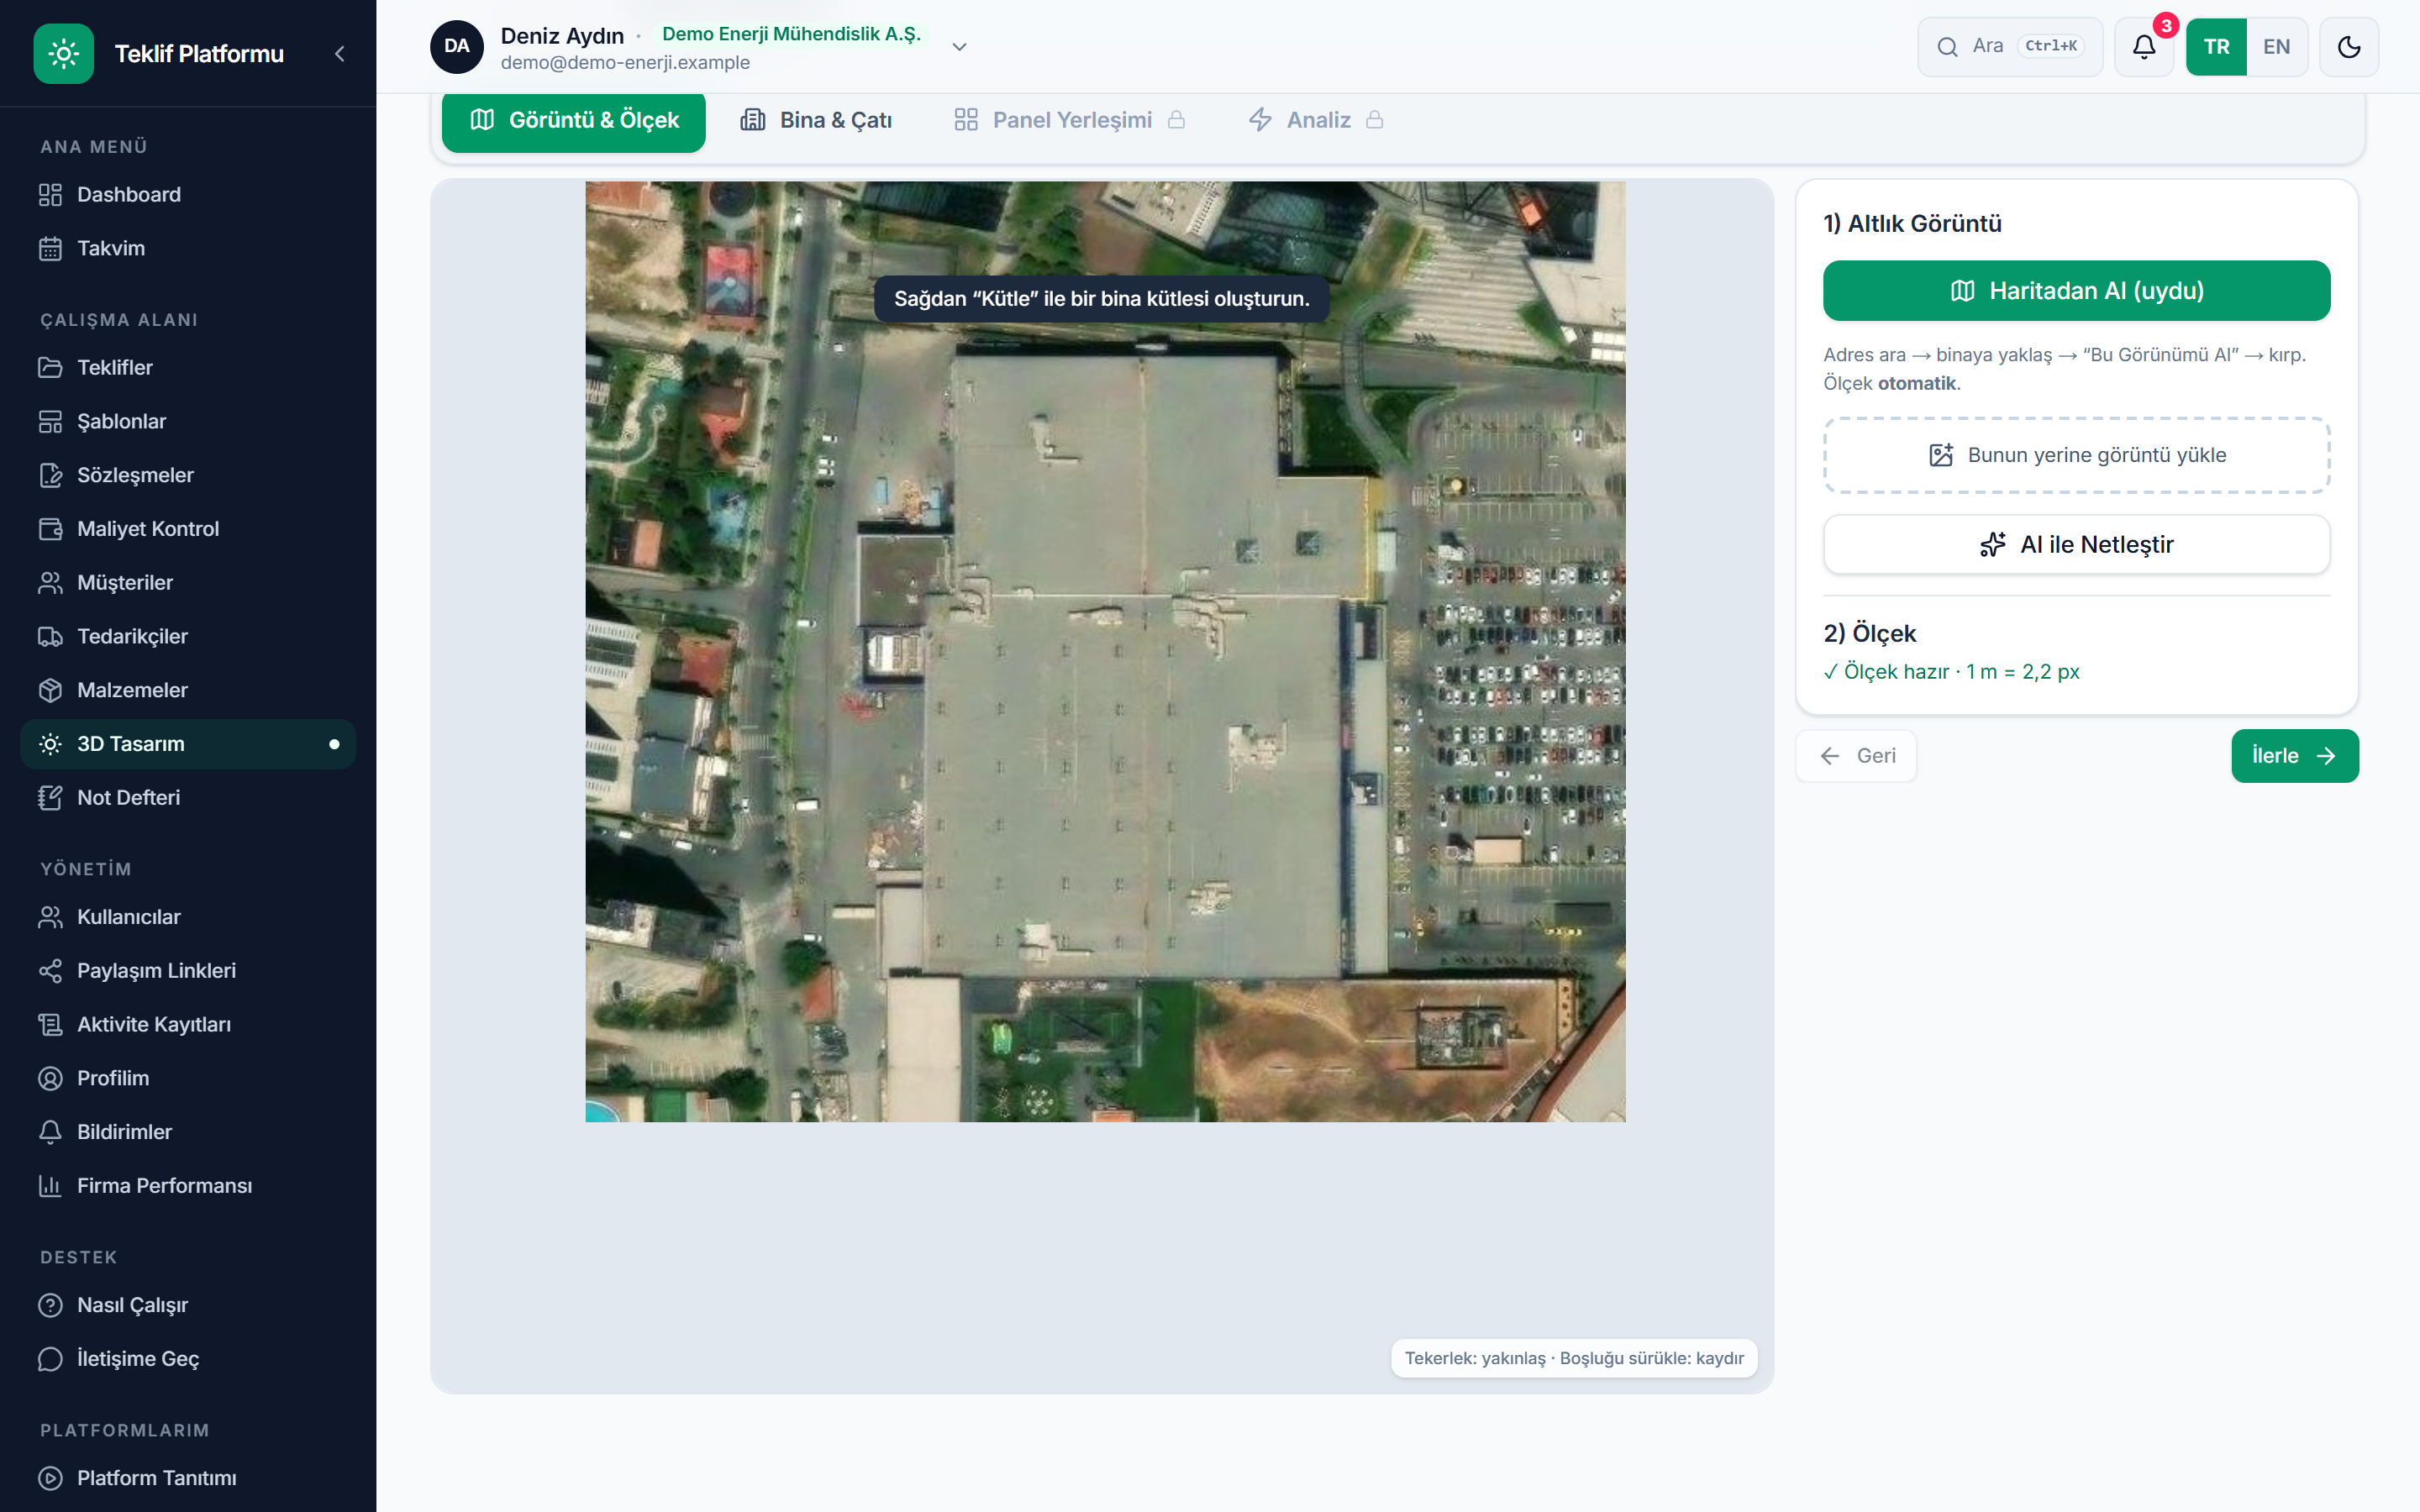 Teklif Platformu
ANA MENÜ
Dashboard
Takvim
ÇALIŞMA ALANI
Teklifler
Şablonlar
Sözleşmeler
Maliyet Kontrol
Müşteriler
Tedarikçiler
Malzemeler
3D Tasarım
Not Defteri
YÖNETİM
Kullanıcılar
Paylaşım Linkleri
Aktivite Kayıtları
Profilim
Bildirimler
Firma Performansı
DESTEK
Nasıl Çalışır
İletişime Geç
PLATFORMLARIM
Platform Tanıtımı
DA
Deniz Aydın · Demo Enerji Mühendislik A.Ş.
demo@demo-enerji.example
Ara Ctrl+K
3
TR EN
Görüntü & Ölçek
Bina & Çatı
Panel Yerleşimi
Analiz
Sağdan “Kütle” ile bir bina kütlesi oluşturun.
Tekerlek: yakınlaş · Boşluğu sürükle: kaydır
1) Altlık Görüntü
Haritadan Al (uydu)
Adres ara → binaya yaklaş → “Bu Görünümü Al” → kırp.
Ölçek otomatik.
Bunun yerine görüntü yükle
AI ile Netleştir
2) Ölçek
✓ Ölçek hazır · 1 m = 2,2 px
← Geri
İlerle →